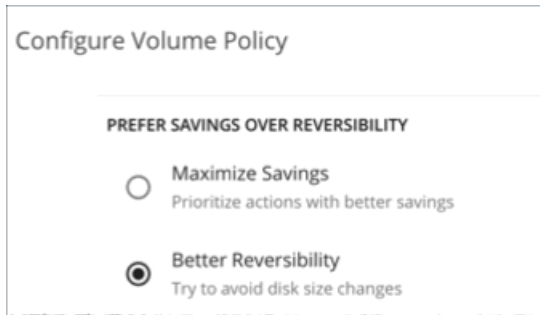 Configure Volume Policy
PREFER SAVINGS OVER REVERSIBILITY
Maximize Savings
Prioritize actions with better savings
Better Reversibility
Try to avoid disk size changes